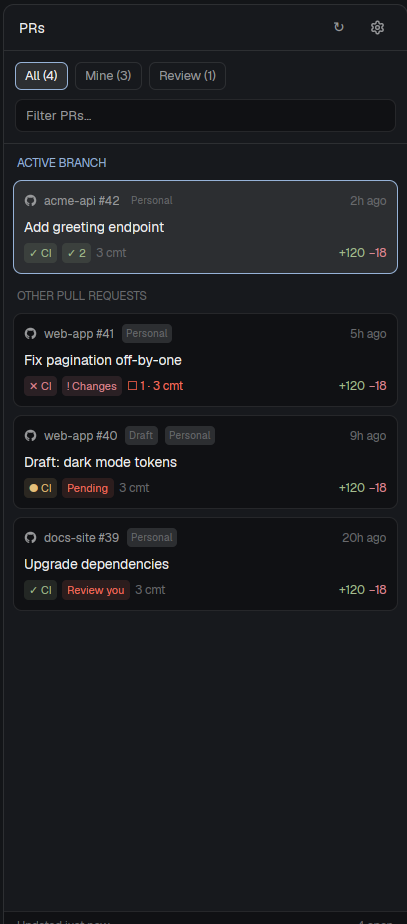 PRs ↻
All (4) Mine (3) Review (1)
Filter PRs...
ACTIVE BRANCH
acme-api #42 Personal 2h ago
Add greeting endpoint
✓ CI ✓ 2 3 cmt +120 −18
OTHER PULL REQUESTS
web-app #41 Personal 5h ago
Fix pagination off-by-one
✕ CI ! Changes ☐ 1 · 3 cmt +120 −18
web-app #40 Draft Personal 9h ago
Draft: dark mode tokens
● CI Pending 3 cmt +120 −18
docs-site #39 Personal 20h ago
Upgrade dependencies
✓ CI Review you 3 cmt +120 −18